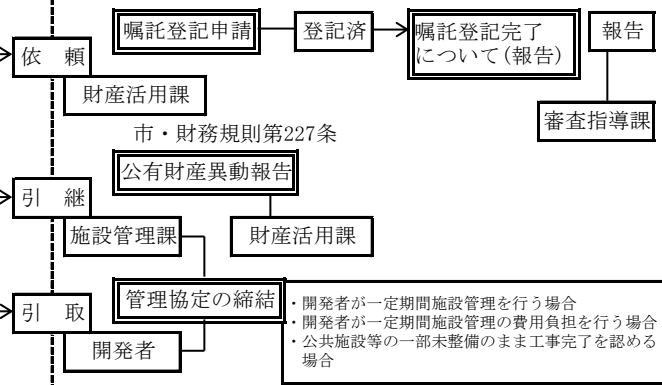 嘱託登記申請
登記済
嘱託登記完了
について(報告)
報告
依　頼
財産活用課
審査指導課
市・財務規則第227条
公有財産異動報告
引　継
施設管理課
財産活用課
管理協定の締結
・開発者が一定期間施設管理を行う場合
・開発者が一定期間施設管理の費用負担を行う場合
・公共施設等の一部未整備のまま工事完了を認める
場合
引　取
開発者